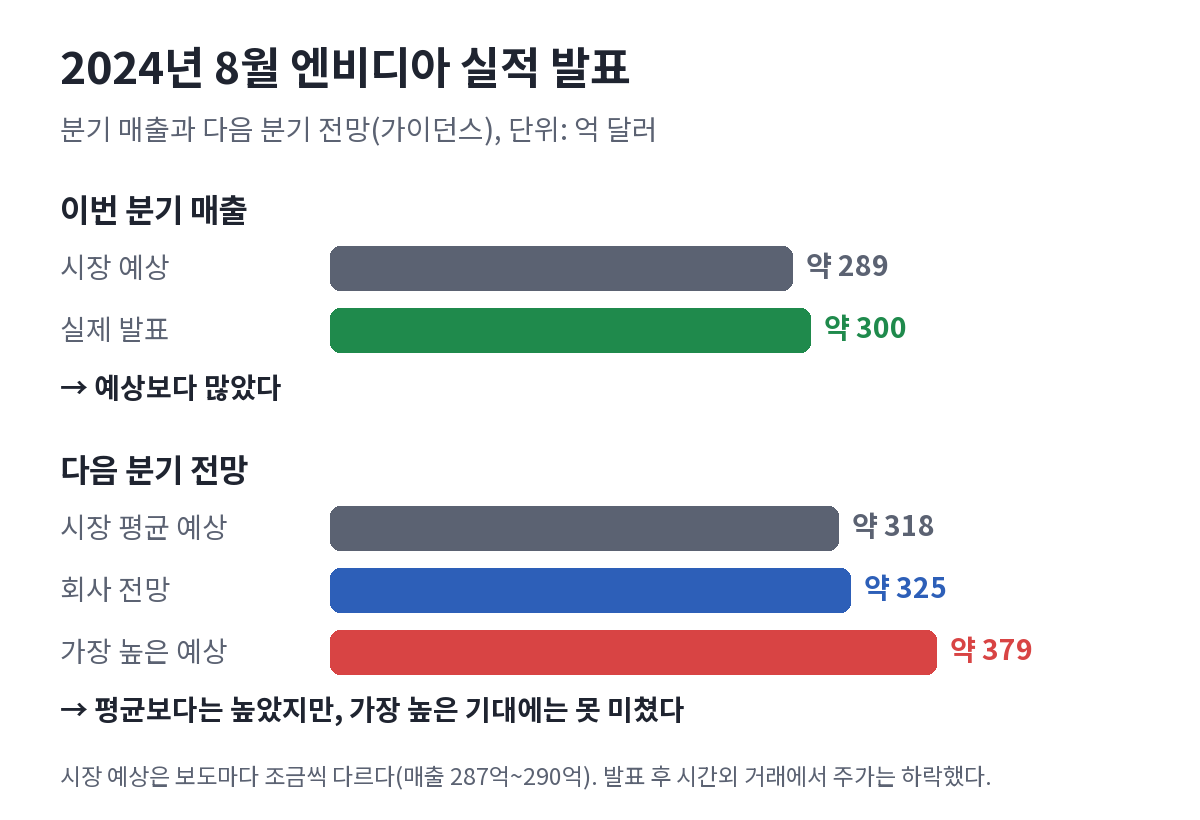 2024년 8월 엔비디아 실적 발표
분기 매출과 다음 분기 전망(가이던스), 단위: 억 달러
이번 분기 매출
시장 예상 약 289
실제 발표 약 300
→ 예상보다 많았다
다음 분기 전망
시장 평균 예상 약 318
회사 전망 약 325
가장 높은 예상 약 379
→ 평균보다는 높았지만, 가장 높은 기대에는 못 미쳤다
시장 예상은 보도마다 조금씩 다르다(매출 287억~290억). 발표 후 시간외 거래에서 주가는 하락했다.